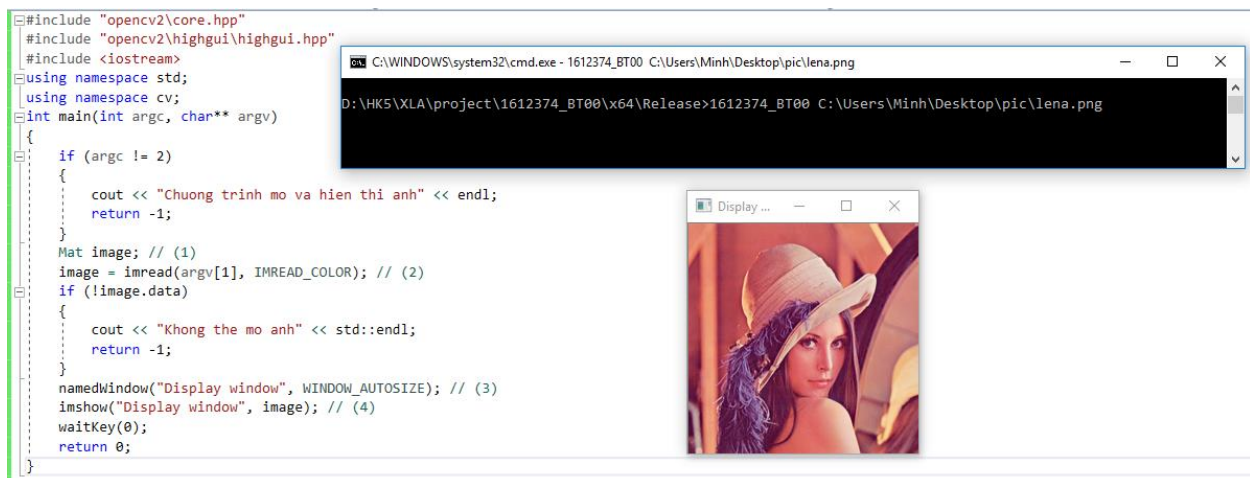 #include "opencv2\core.hpp"
#include "opencv2\highgui\highgui.hpp"
#include <iostream>
using namespace std;
using namespace cv;
int main(int argc, char** argv)
{
if (argc != 2)
{
cout << "Chuong trinh mo va hien thi anh" << endl;
return -1;
}
Mat image; // (1)
image = imread(argv[1], IMREAD_COLOR); // (2)
if (!image.data)
{
cout << "Khong the mo anh" << std::endl;
return -1;
}
namedWindow("Display window", WINDOW_AUTOSIZE); // (3)
imshow("Display window", image); // (4)
waitKey(0);
return 0;
}
C:\WINDOWS\system32\cmd.exe - 1612374_BT00 C:\Users\Minh\Desktop\pic\lena.png
D:\HK5\XLA\project\1612374_BT00\x64\Release>1612374_BT00 C:\Users\Minh\Desktop\pic\lena.png
Display ...